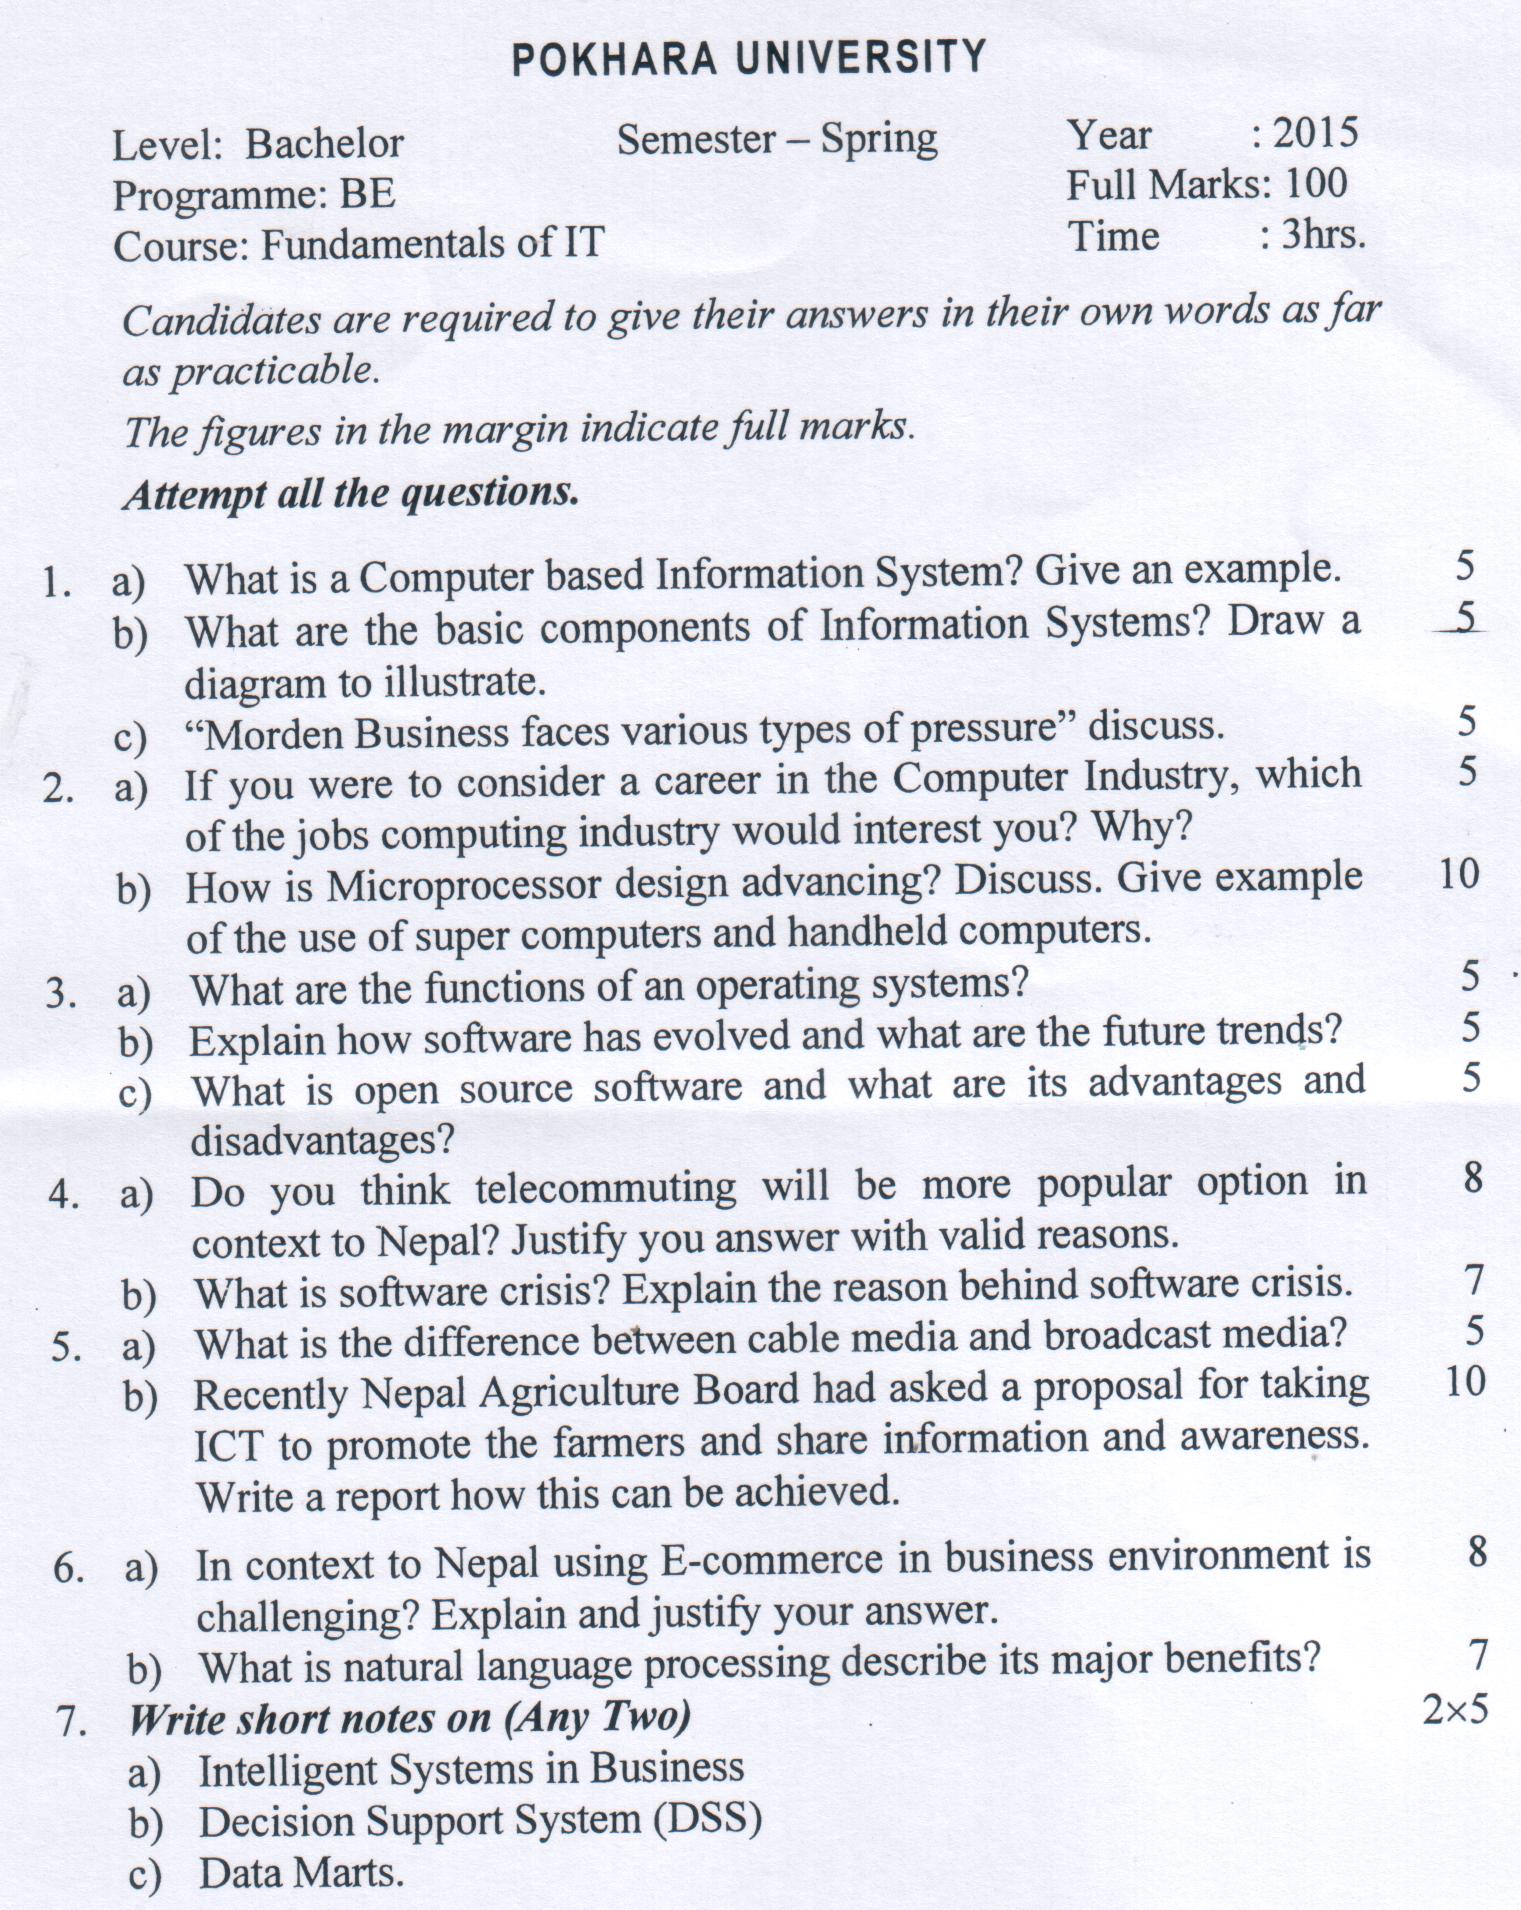 POKHARA UNIVERSITY
Level: Bachelor Semester – Spring Year : 2015
Programme: BE Full Marks: 100
Course: Fundamentals of IT Time : 3hrs.
Candidates are required to give their answers in their own words as far
as practicable.
The figures in the margin indicate full marks.
Attempt all the questions.
1. a) What is a Computer based Information System? Give an example. 5
b) What are the basic components of Information Systems? Draw a 5
diagram to illustrate.
c) “Morden Business faces various types of pressure” discuss. 5
2. a) If you were to consider a career in the Computer Industry, which 5
of the jobs computing industry would interest you? Why?
b) How is Microprocessor design advancing? Discuss. Give example 10
of the use of super computers and handheld computers.
3. a) What are the functions of an operating systems? 5
b) Explain how software has evolved and what are the future trends? 5
c) What is open source software and what are its advantages and 5
disadvantages?
4. a) Do you think telecommuting will be more popular option in 8
context to Nepal? Justify you answer with valid reasons.
b) What is software crisis? Explain the reason behind software crisis. 7
5. a) What is the difference between cable media and broadcast media? 5
b) Recently Nepal Agriculture Board had asked a proposal for taking 10
ICT to promote the farmers and share information and awareness.
Write a report how this can be achieved.
6. a) In context to Nepal using E-commerce in business environment is 8
challenging? Explain and justify your answer.
b) What is natural language processing describe its major benefits? 7
7. Write short notes on (Any Two) 2×5
a) Intelligent Systems in Business
b) Decision Support System (DSS)
c) Data Marts.